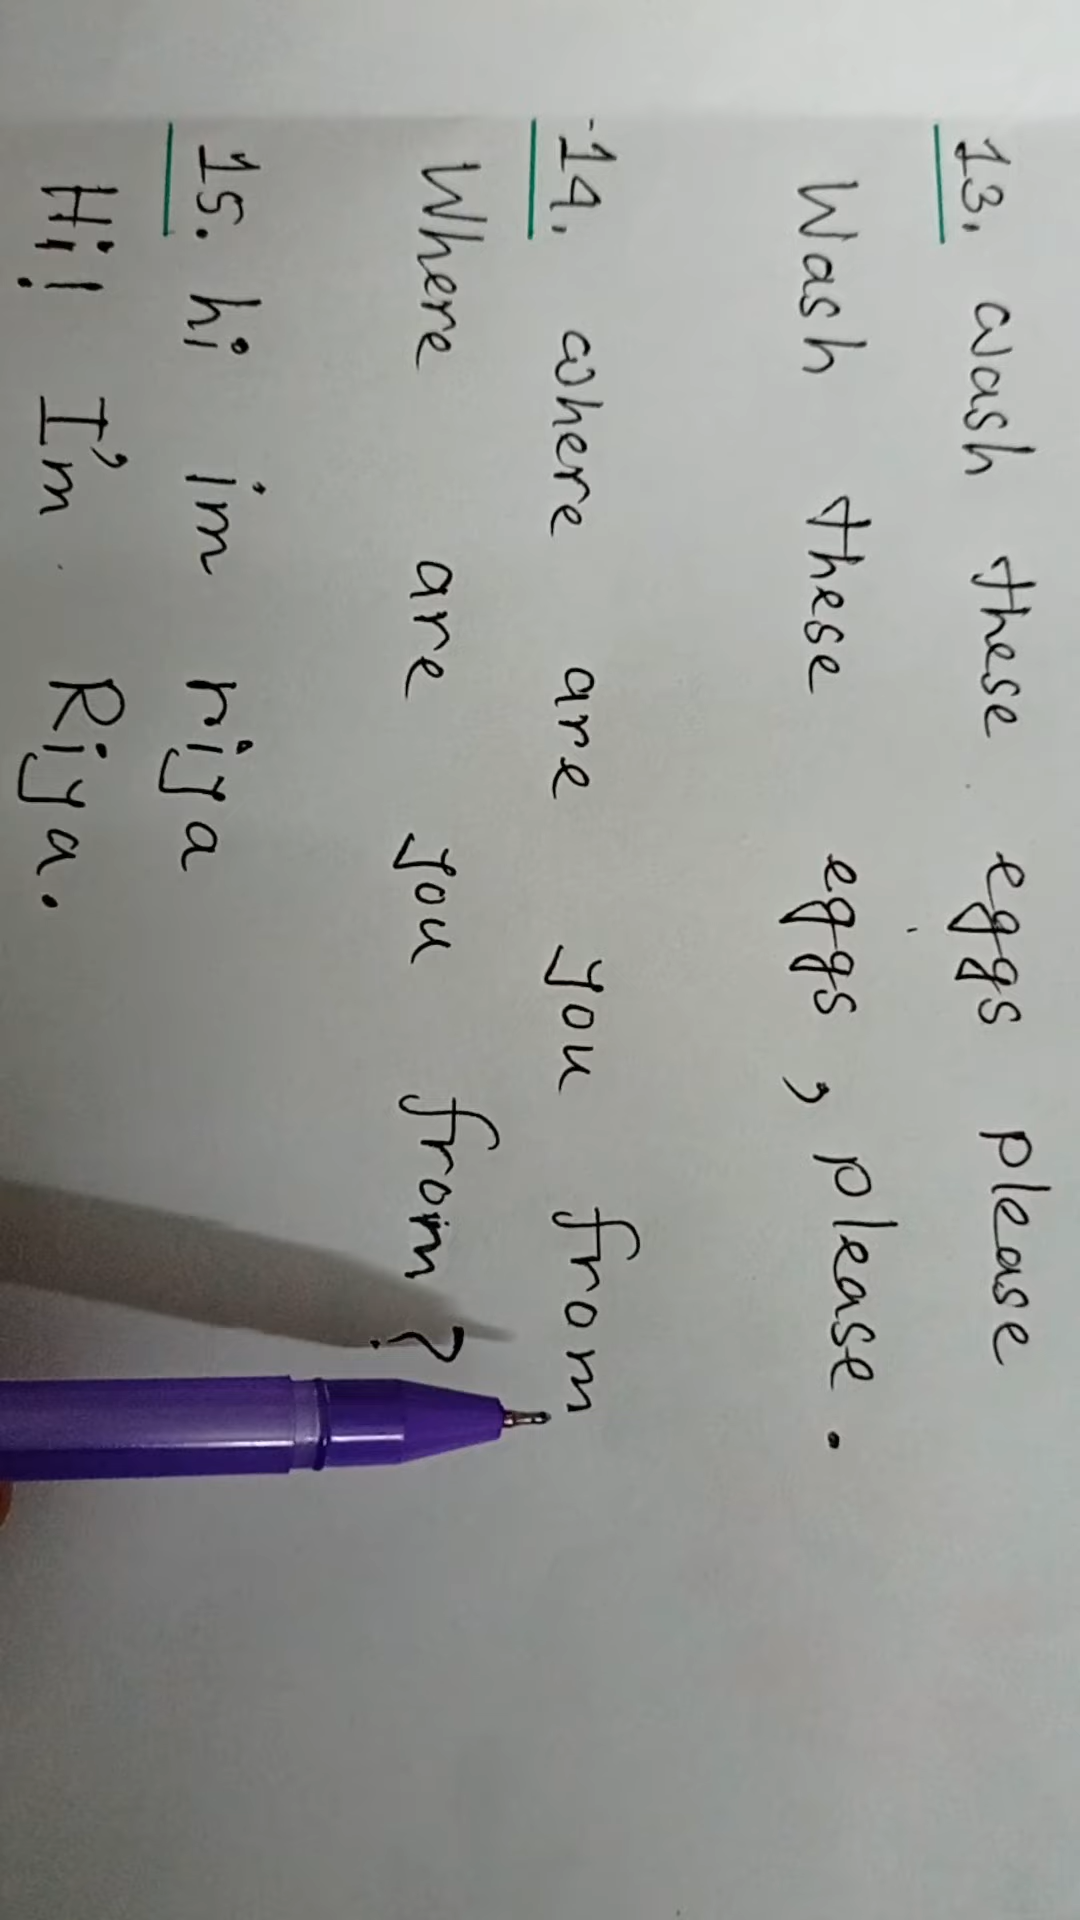 13. wash these eggs please
Wash these eggs, please.
14. where are you from
Where are you from?
15. hi im rija
Hi! I'm Rija.